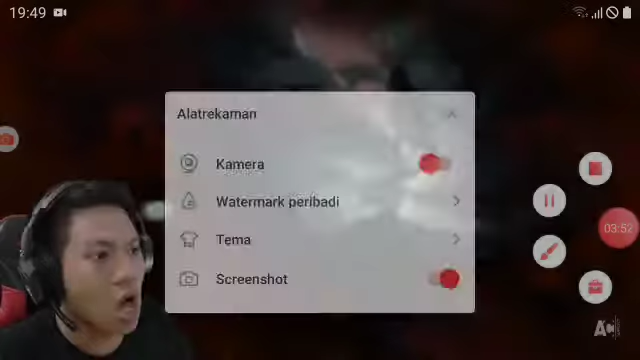 19:49
Alatrekaman
Kamera
Watermark peribadi
Tema
Screenshot
03:52